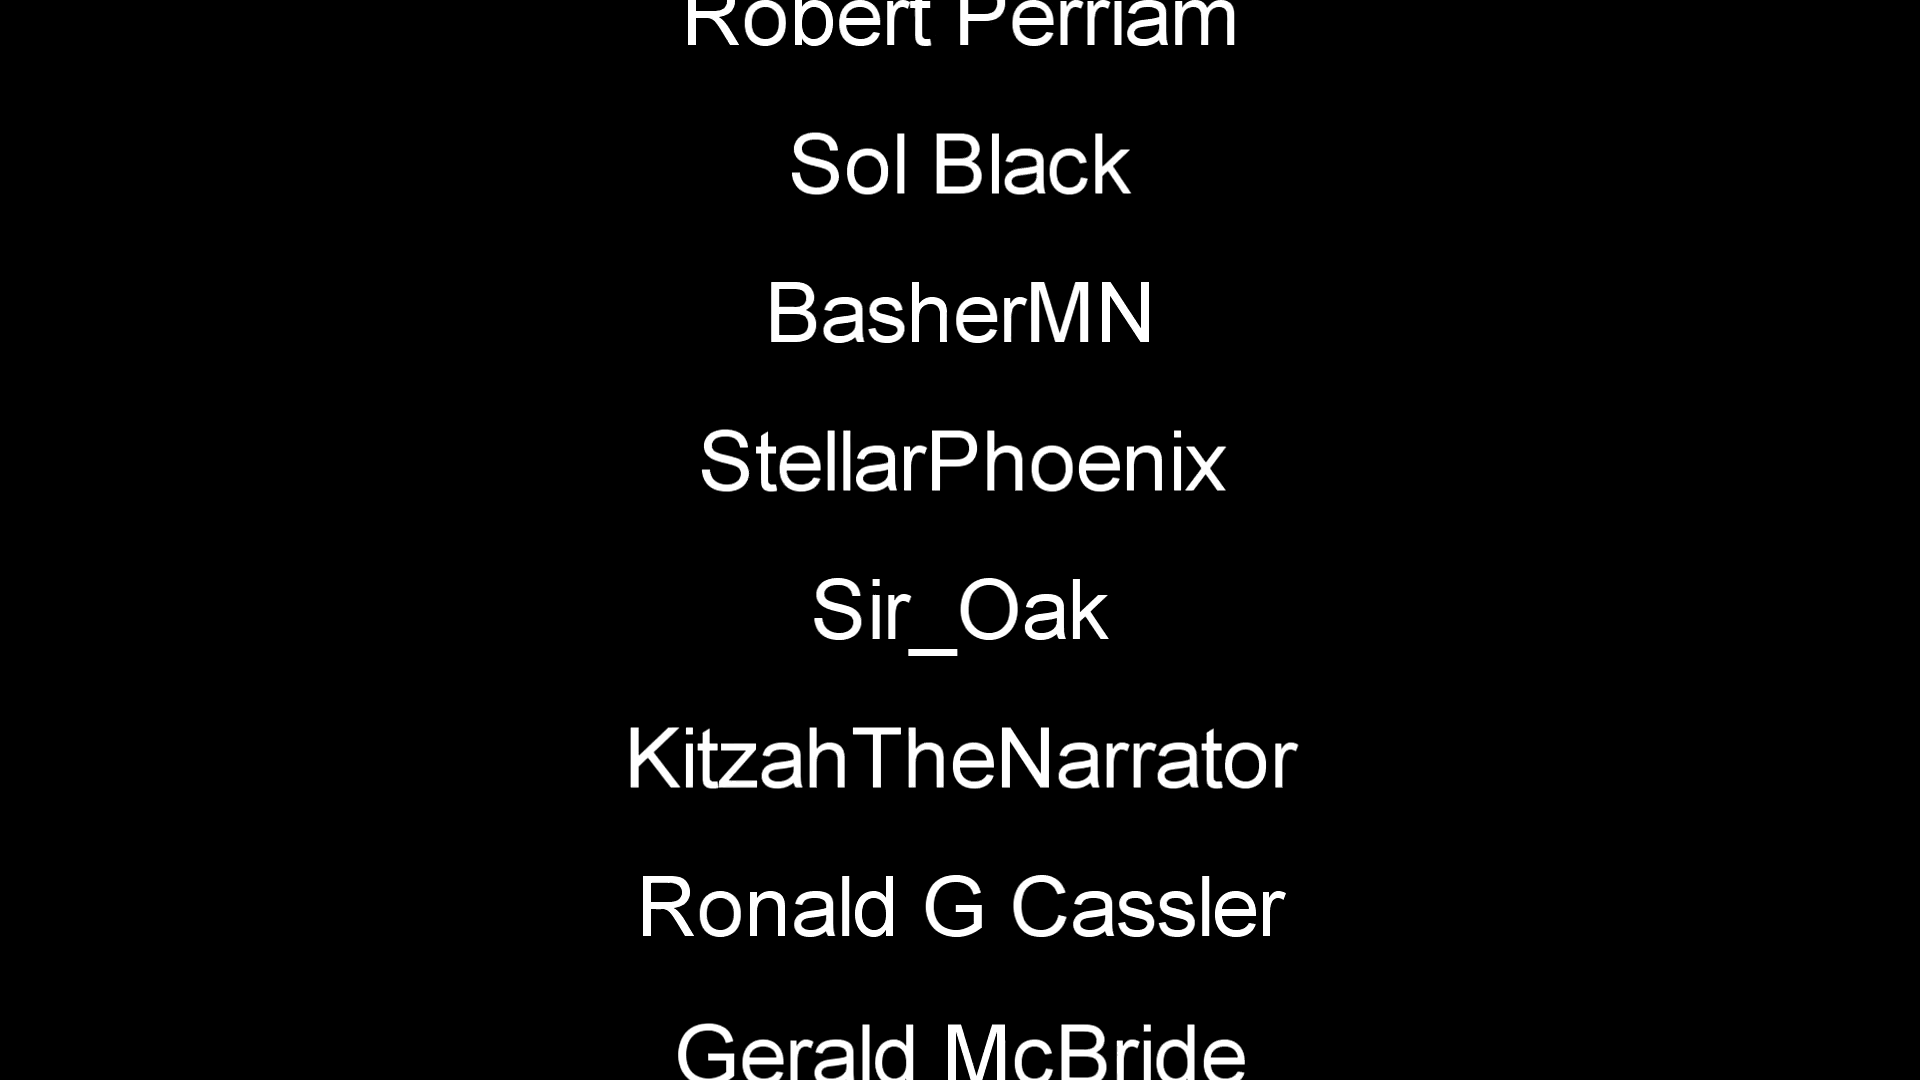 Robert Perriam
Sol Black
BasherMN
StellarPhoenix
Sir_Oak
KitzahTheNarrator
Ronald G Cassler
Gerald McBride